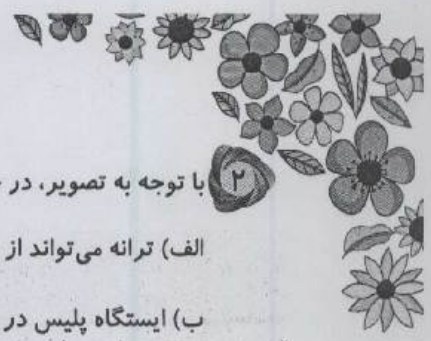 ۲ با توجه به تصویر، در
الف) ترانه می‌تواند از
ب) ایستگاه پلیس در